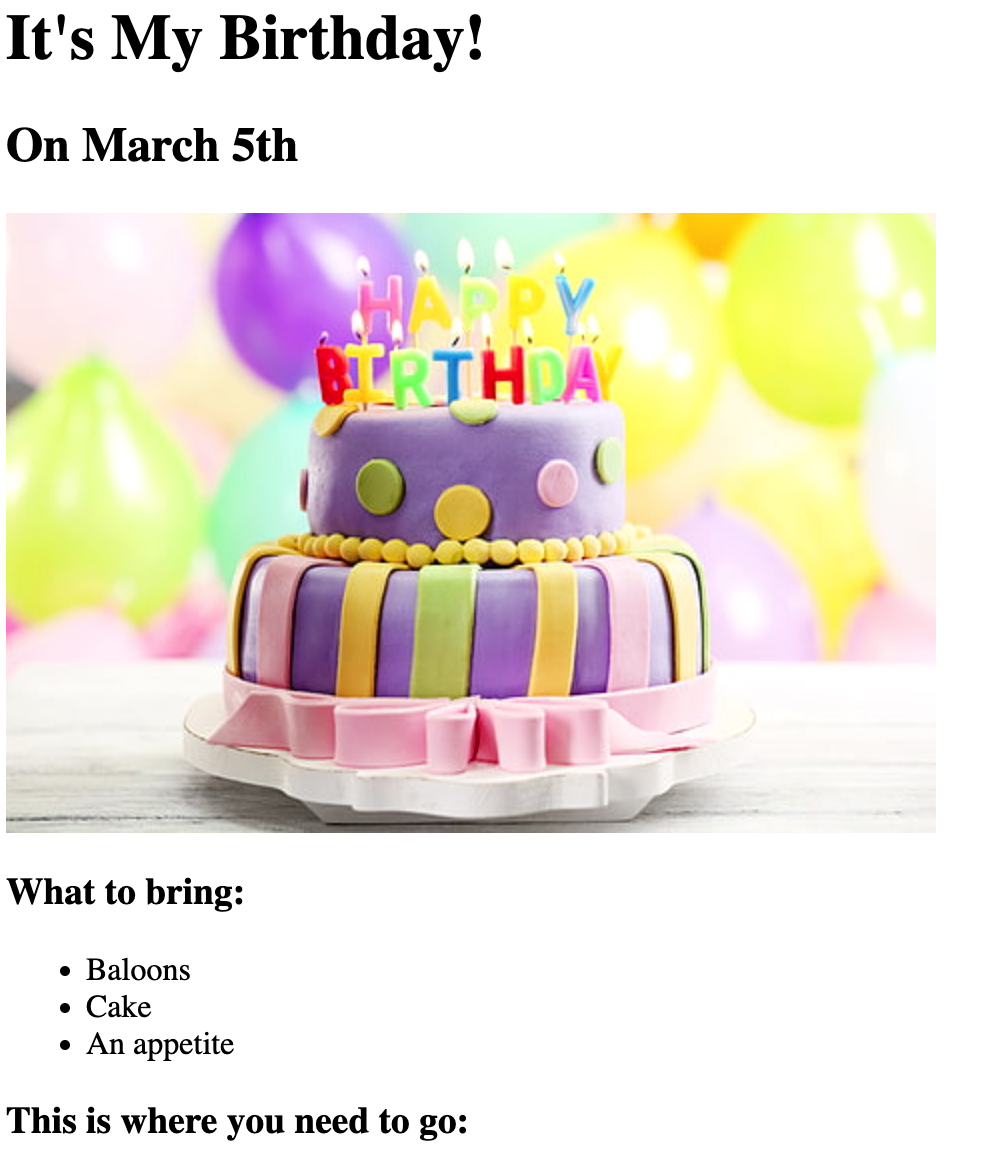 It's My Birthday!
On March 5th
HAPPY
BIRTHDAY
What to bring:
Baloons
Cake
An appetite
This is where you need to go: